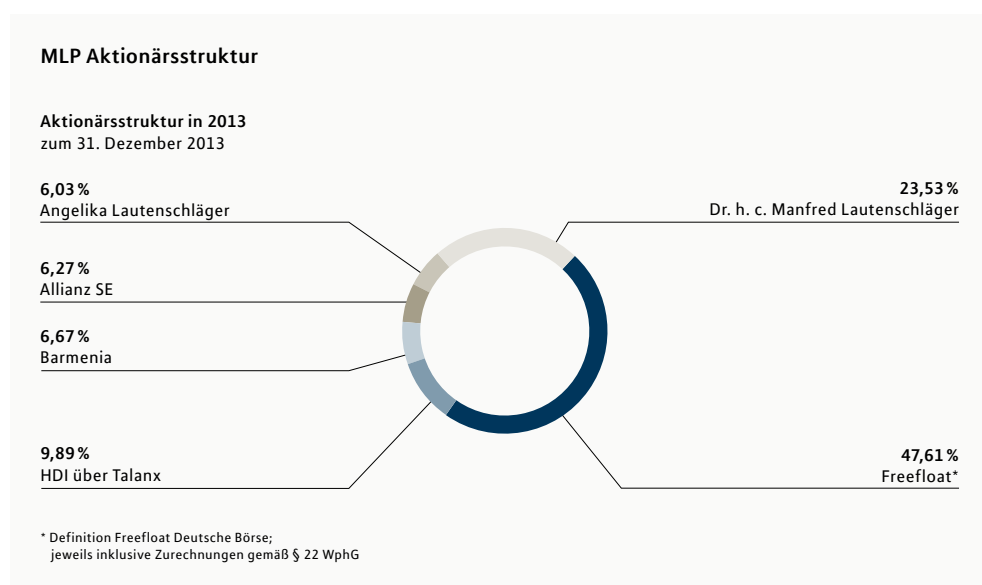 MLP Aktionärsstruktur
Aktionärsstruktur in 2013
zum 31. Dezember 2013
6,03 %
Angelika Lautenschläger
23,53 %
Dr. h. c. Manfred Lautenschläger
6,27 %
Allianz SE
6,67 %
Barmenia
9,89 %
HDI über Talanx
47,61 %
Freefloat*
* Definition Freefloat Deutsche Börse;
jeweils inklusive Zurechnungen gemäß § 22 WphG